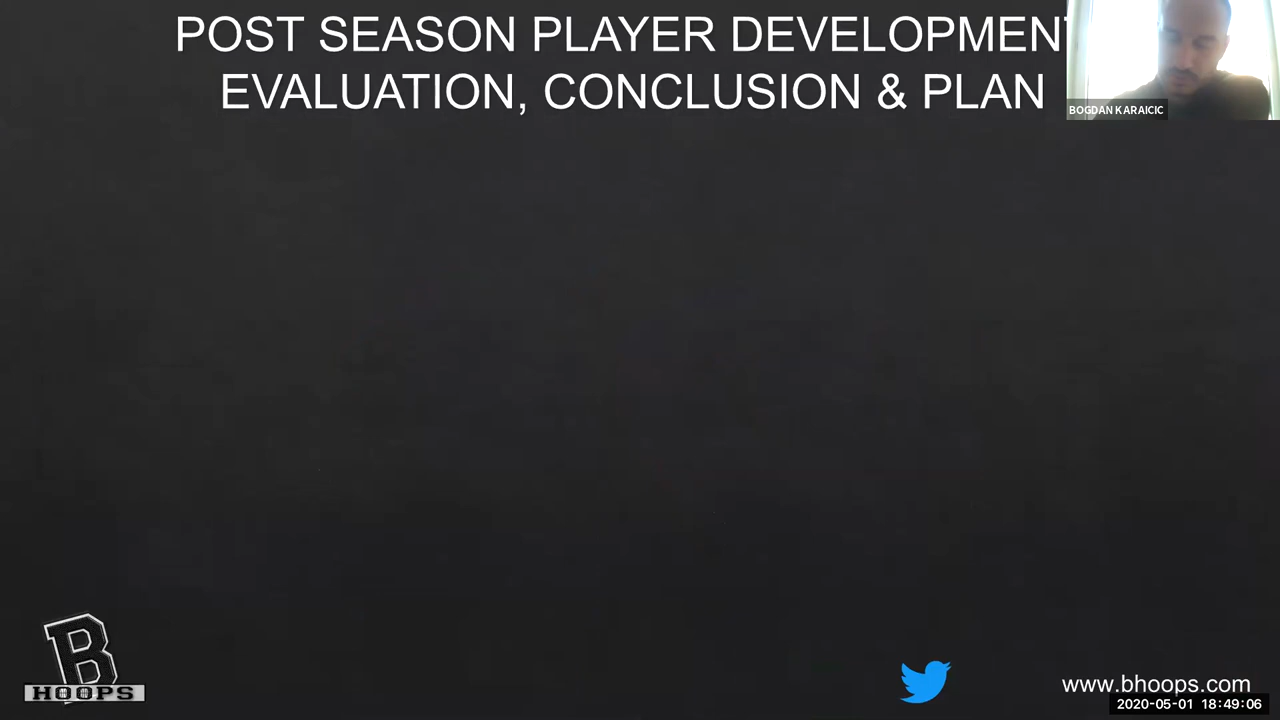 POST SEASON PLAYER DEVELOPMENT
EVALUATION, CONCLUSION & PLAN
BOGDAN KARAICIC
B
HOOPS
www.bhoops.com
2020-05-01 18:49:06